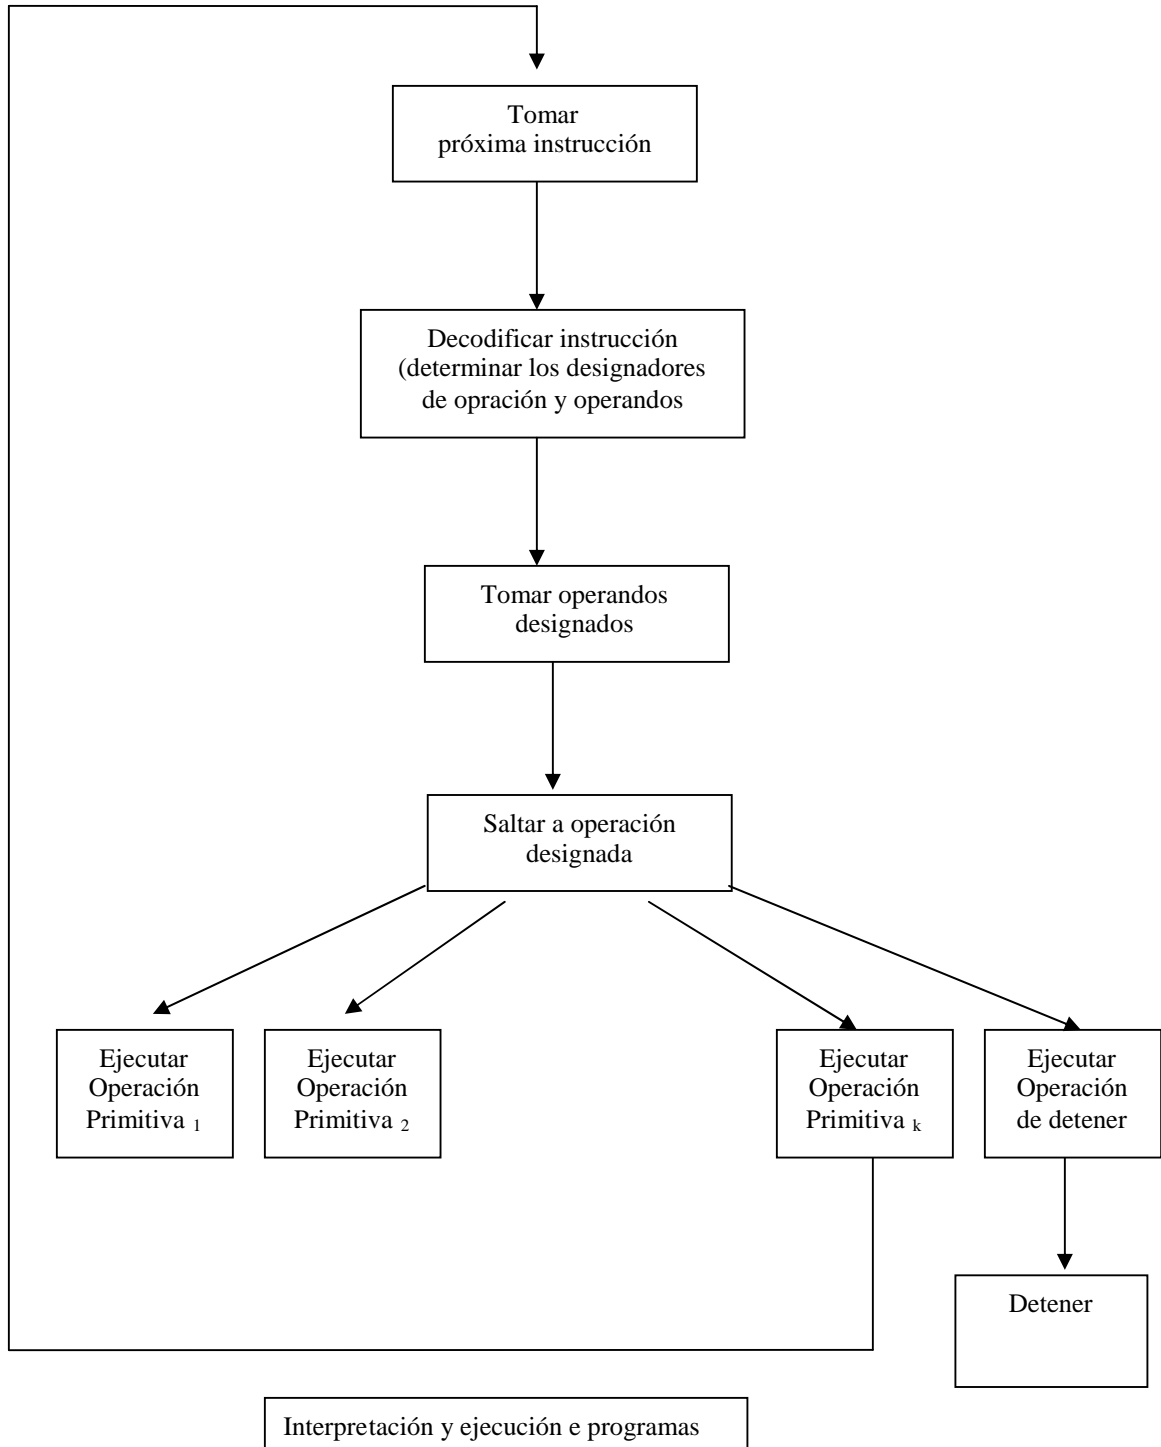 Tomar
próxima instrucción
Decodificar instrucción
(determinar los designadores
de opración y operandos
Tomar operandos
designados
Saltar a operación
designada
Ejecutar
Operación
Primitiva 1
Ejecutar
Operación
Primitiva 2
Ejecutar
Operación
Primitiva k
Ejecutar
Operación
de detener
Detener
Interpretación y ejecución e programas